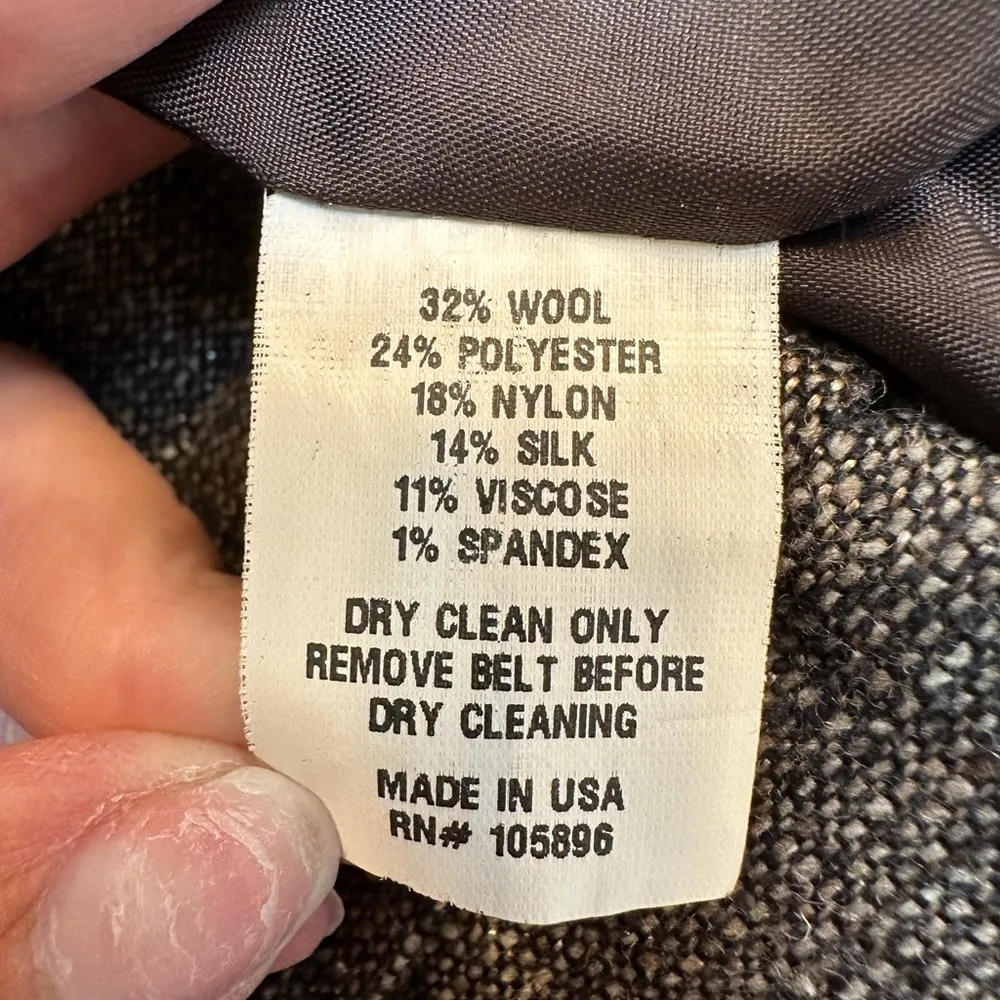 32% WOOL
24% POLYESTER
18% NYLON
14% SILK
11% VISCOSE
1% SPANDEX
DRY CLEAN ONLY
REMOVE BELT BEFORE
DRY CLEANING
MADE IN USA
RN# 105896